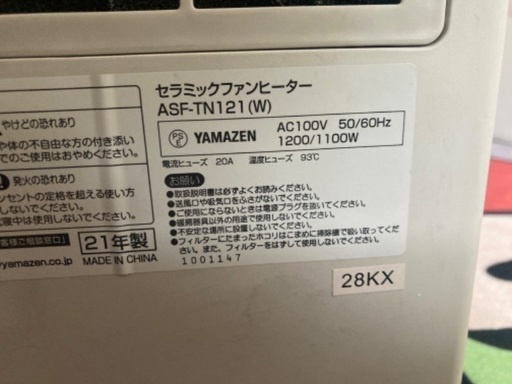 セラミックファンヒーター
ASF-TN121(W)
PS
E
YAMAZEN
AC100V 50/60Hz
1200/1100W
電流ヒューズ 20A 温度ヒューズ 93℃
やけどの恐れあり
や体の不自由な方の付き添い
でのご使用はおやめください。
発火の恐れあり
ンセントの定格を超える使い方
しないでください。
お願い
●取扱説明書は必ずよくお読みください。
●送風口や吸気口をふさがないでください。
●ご使用にならないときは電源プラグを抜いてください。
●暖房器具以外の用途で使用しないでください。
●不安定な場所に設置しないでください。
●フィルターにたまったホコリはこまめに掃除機で吸い取ってくだ
さい。また、フィルターをはずして使用しないでください。
1001147
客様ご相談窓口
yamazen.co.jp
21年製
MADE IN CHINA
28KX